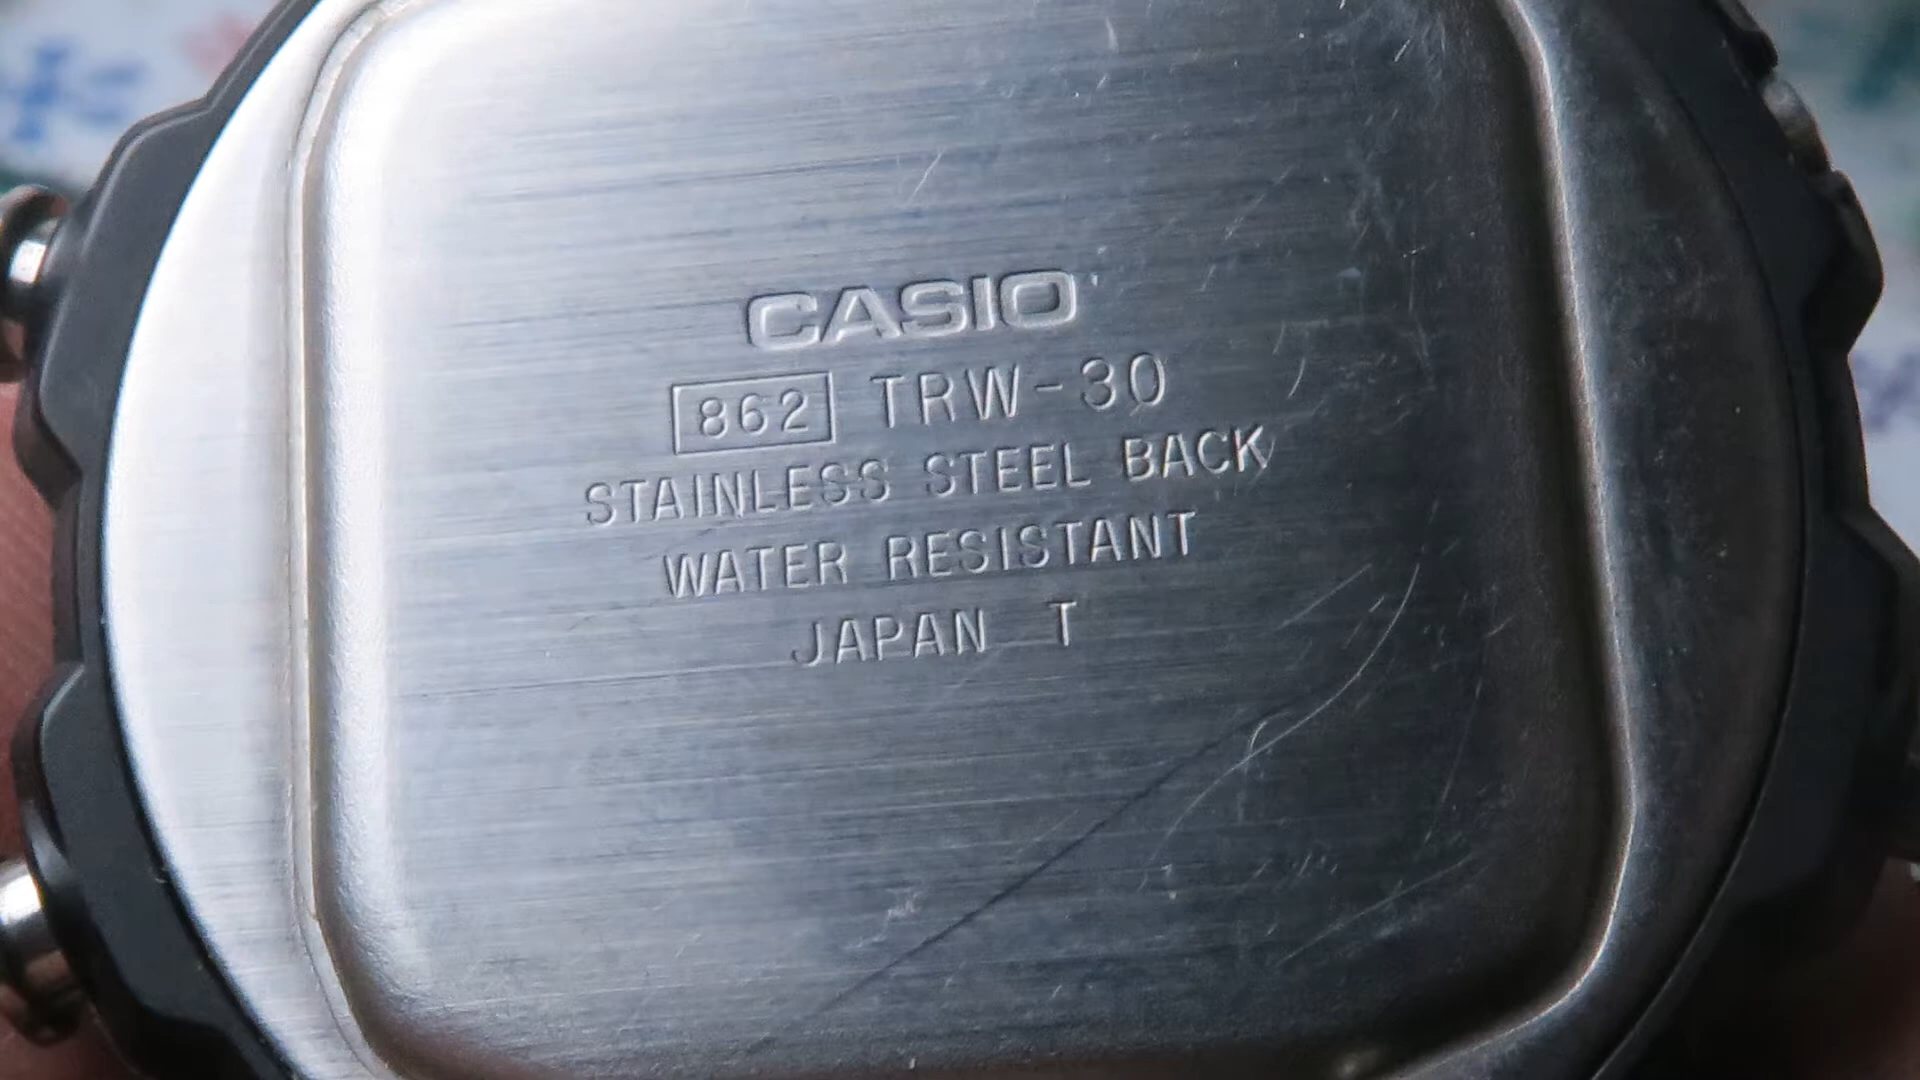 CASIO
862 TRW-30
STAINLESS STEEL BACK
WATER RESISTANT
JAPAN T